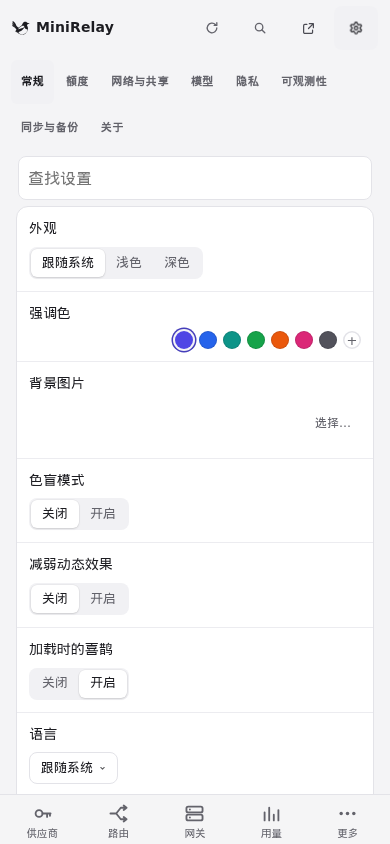 MiniRelay
常规 额度 网络与共享 模型 隐私 可观测性
同步与备份 关于
查找设置
外观
跟随系统 浅色 深色
强调色
背景图片
选择...
色盲模式
关闭 开启
减弱动态效果
关闭 开启
加载时的喜鹊
关闭 开启
语言
跟随系统
供应商 路由 网关 用量 更多